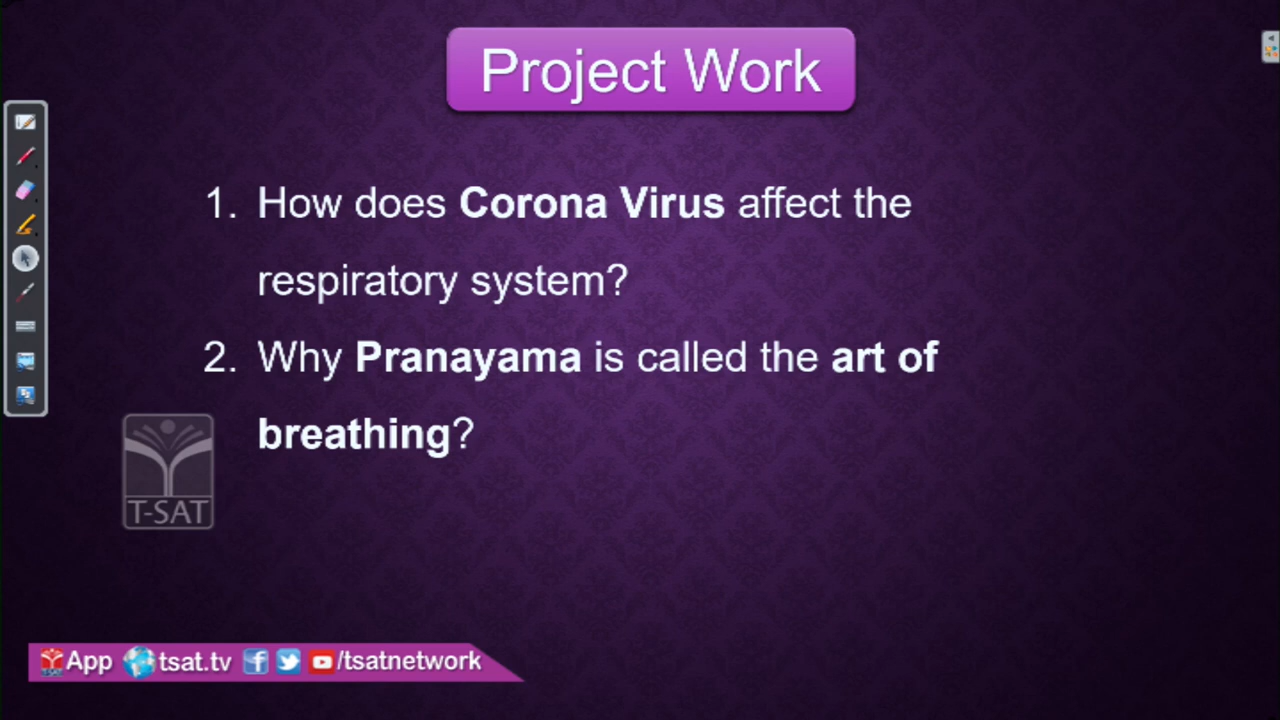 Project Work
1. How does Corona Virus affect the
respiratory system?
2. Why Pranayama is called the art of
breathing?
T-SAT
App tsat.tv /tsatnetwork